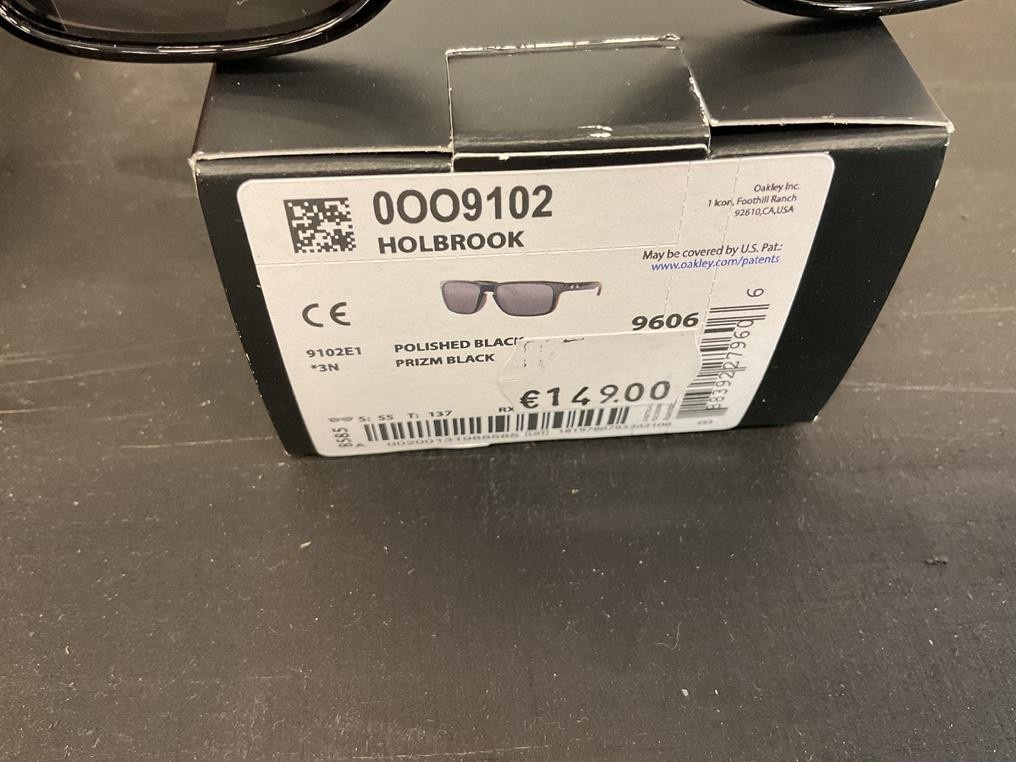 0OO9102
HOLBROOK
Oakley Inc.
1 Icon, Foothill Ranch
92610,CA,USA
May be covered by U.S. Pat.:
www.oakley.com/patents
CE
9606
9102E1
*3N
POLISHED BLACK
PRIZM BLACK
€149.00
S: 55 T: 137
RX
8585
A